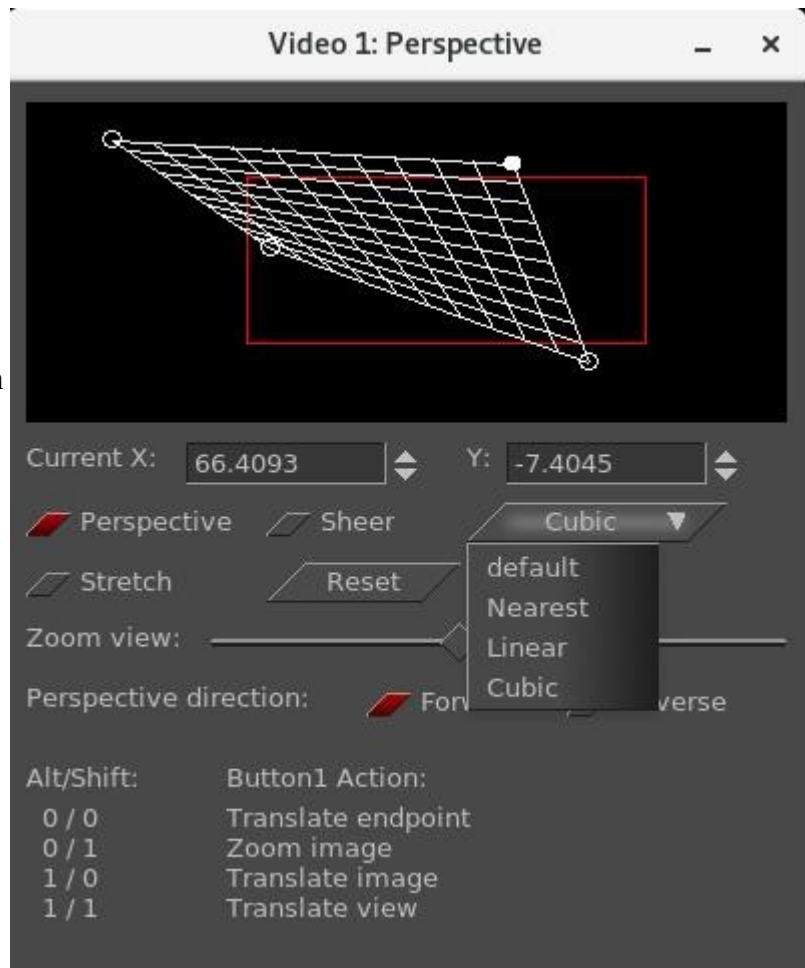 Video 1: Perspective
Current X: 66.4093 Y: -7.4045
Perspective Sheer Cubic
default
Stretch Reset
Nearest
Linear
Zoom view:
Cubic
Perspective direction: For verse
Alt/Shift: Button1 Action:
0 / 0 Translate endpoint
0 / 1 Zoom image
1 / 0 Translate image
1 / 1 Translate view